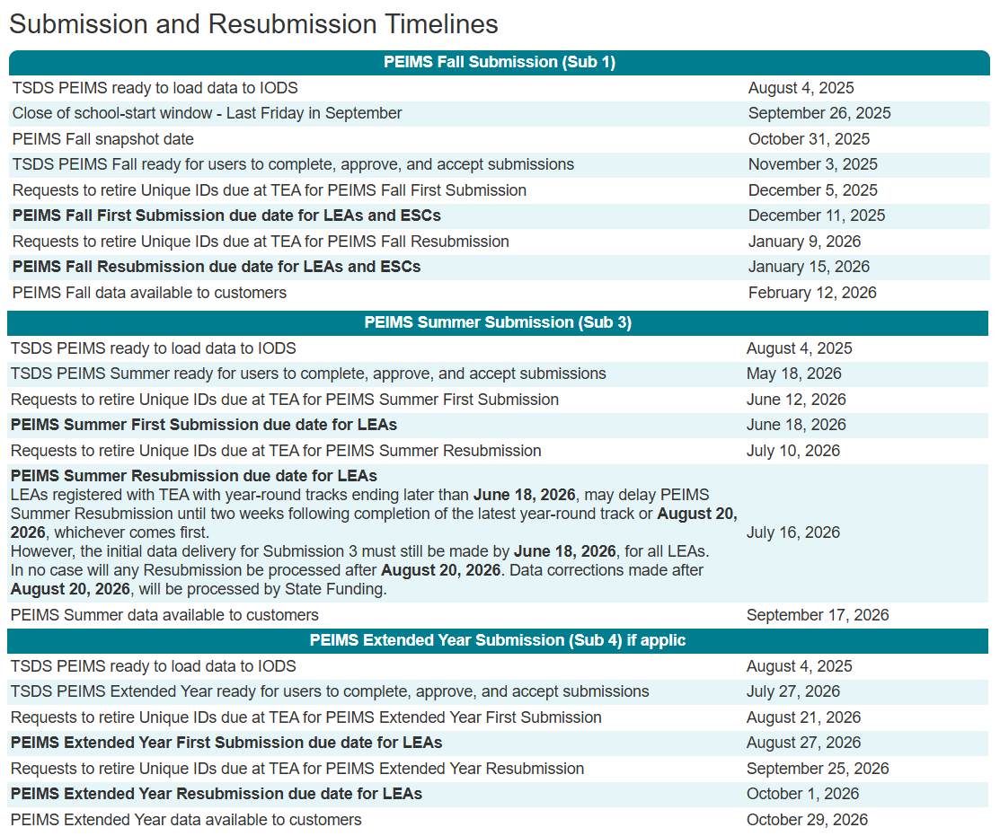 Submission and Resubmission Timelines
PEIMS Fall Submission (Sub 1)
TSDS PEIMS ready to load data to IODS August 4, 2025
Close of school-start window - Last Friday in September September 26, 2025
PEIMS Fall snapshot date October 31, 2025
TSDS PEIMS Fall ready for users to complete, approve, and accept submissions November 3, 2025
Requests to retire Unique IDs due at TEA for PEIMS Fall First Submission December 5, 2025
PEIMS Fall First Submission due date for LEAs and ESCs December 11, 2025
Requests to retire Unique IDs due at TEA for PEIMS Fall Resubmission January 9, 2026
PEIMS Fall Resubmission due date for LEAs and ESCs January 15, 2026
PEIMS Fall data available to customers February 12, 2026
PEIMS Summer Submission (Sub 3)
TSDS PEIMS ready to load data to IODS August 4, 2025
TSDS PEIMS Summer ready for users to complete, approve, and accept submissions May 18, 2026
Requests to retire Unique IDs due at TEA for PEIMS Summer First Submission June 12, 2026
PEIMS Summer First Submission due date for LEAs June 18, 2026
Requests to retire Unique IDs due at TEA for PEIMS Summer Resubmission July 10, 2026
PEIMS Summer Resubmission due date for LEAs
LEAs registered with TEA with year-round tracks ending later than June 18, 2026, may delay PEIMS
Summer Resubmission until two weeks following completion of the latest year-round track or August 20,
2026, whichever comes first. July 16, 2026
However, the initial data delivery for Submission 3 must still be made by June 18, 2026, for all LEAs.
In no case will any Resubmission be processed after August 20, 2026. Data corrections made after
August 20, 2026, will be processed by State Funding.
PEIMS Summer data available to customers September 17, 2026
PEIMS Extended Year Submission (Sub 4) if applic
TSDS PEIMS ready to load data to IODS August 4, 2025
TSDS PEIMS Extended Year ready for users to complete, approve, and accept submissions July 27, 2026
Requests to retire Unique IDs due at TEA for PEIMS Extended Year First Submission August 21, 2026
PEIMS Extended Year First Submission due date for LEAs August 27, 2026
Requests to retire Unique IDs due at TEA for PEIMS Extended Year Resubmission September 25, 2026
PEIMS Extended Year Resubmission due date for LEAs October 1, 2026
PEIMS Extended Year data available to customers October 29, 2026